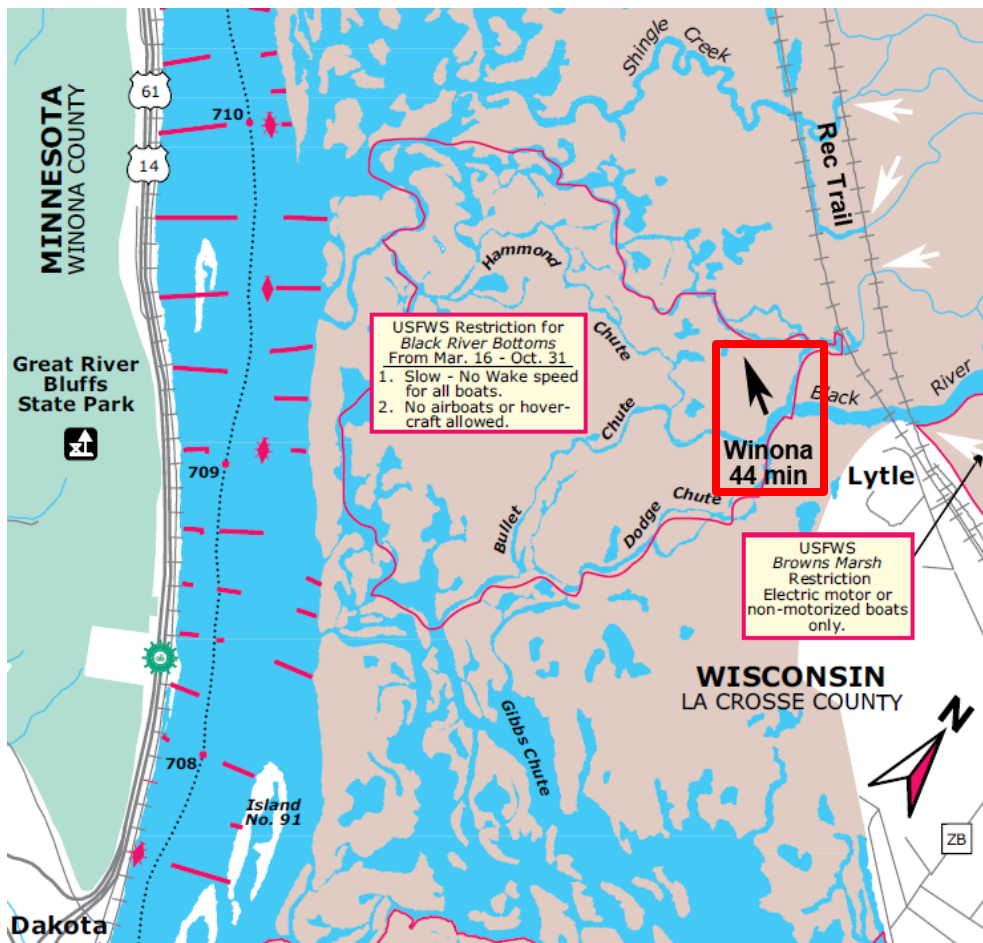 MINNESOTA
WINONA COUNTY
61
14
710
Shingle
Creek
Rec Trail
Hammond
Chute
USFWS Restriction for
Black River Bottoms
From Mar. 16 - Oct. 31
1. Slow - No Wake speed
for all boats.
2. No airboats or hover-
craft allowed.
Great River
Bluffs
State Park
709
Bullet
Chute
Dodge
Chute
Winona
44 min
Black
River
Lytle
USFWS
Browns Marsh
Restriction
Electric motor or
non-motorized boats
only.
WISCONSIN
LA CROSSE COUNTY
N
Gibbs Chute
708
Island
No. 91
ZB
Dakota